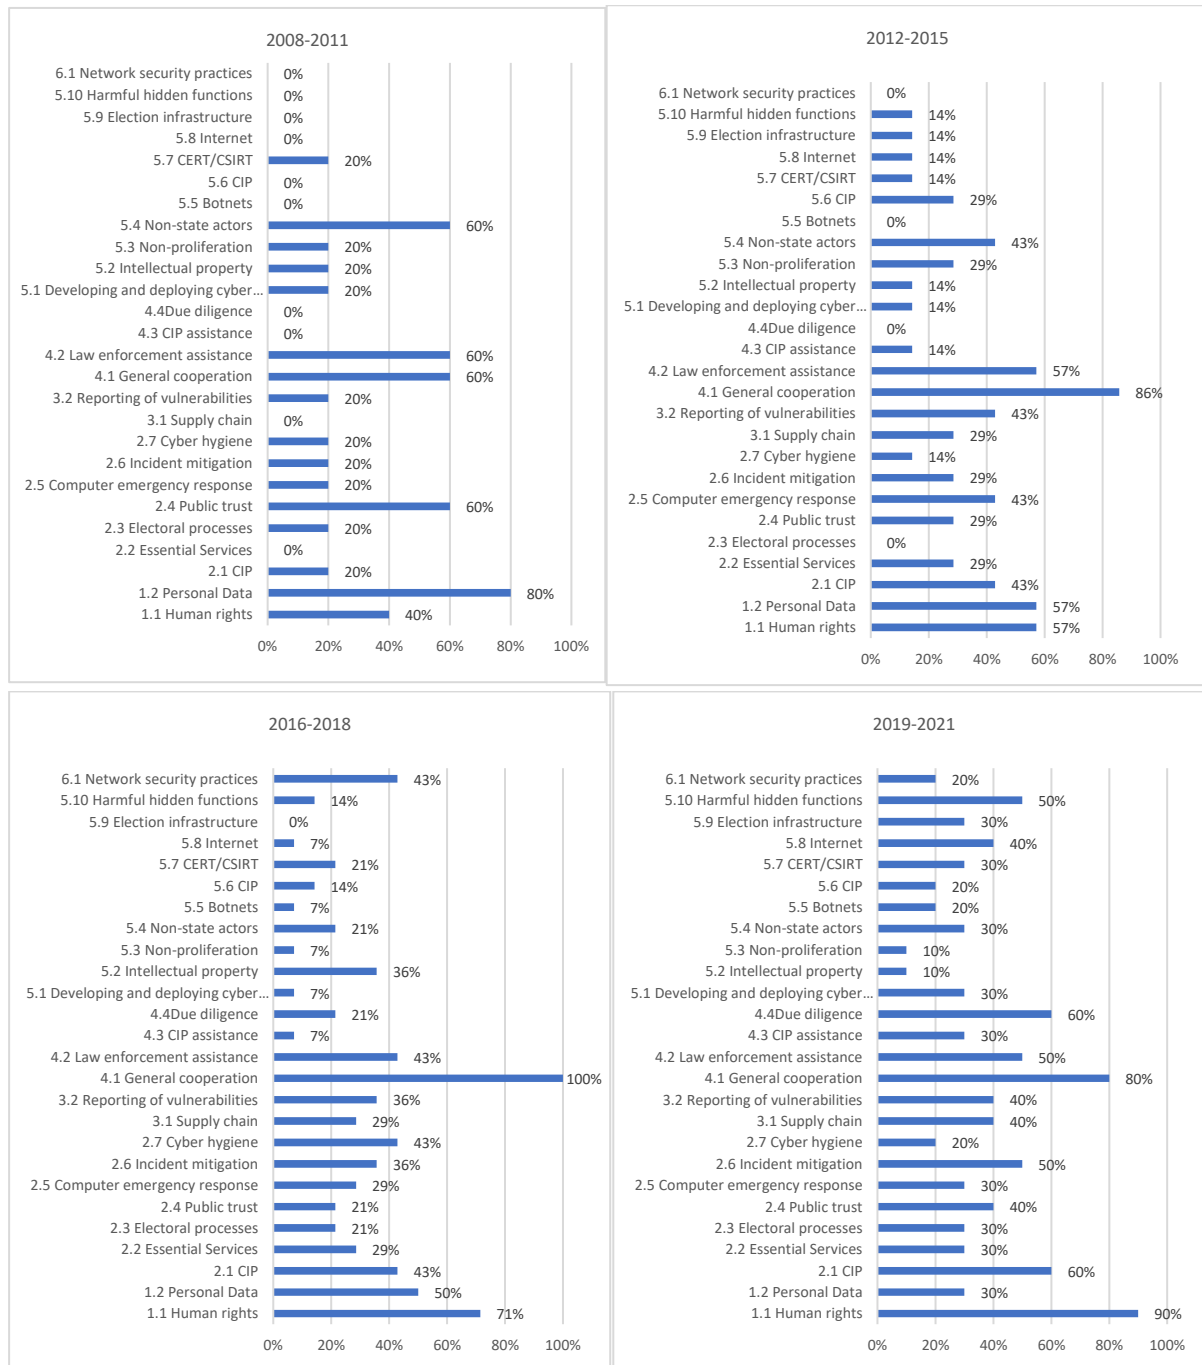 2008-2011
6.1 Network security practices 0%
5.10 Harmful hidden functions 0%
5.9 Election infrastructure 0%
5.8 Internet 0%
5.7 CERT/CSIRT 20%
5.6 CIP 0%
5.5 Botnets 0%
5.4 Non-state actors 60%
5.3 Non-proliferation 20%
5.2 Intellectual property 20%
5.1 Developing and deploying cyber… 20%
4.4Due diligence 0%
4.3 CIP assistance 0%
4.2 Law enforcement assistance 60%
4.1 General cooperation 60%
3.2 Reporting of vulnerabilities 20%
3.1 Supply chain 0%
2.7 Cyber hygiene 20%
2.6 Incident mitigation 20%
2.5 Computer emergency response 20%
2.4 Public trust 60%
2.3 Electoral processes 20%
2.2 Essential Services 0%
2.1 CIP 20%
1.2 Personal Data 80%
1.1 Human rights 40%
0% 20% 40% 60% 80% 100%
2012-2015
6.1 Network security practices 0%
5.10 Harmful hidden functions 14%
5.9 Election infrastructure 14%
5.8 Internet 14%
5.7 CERT/CSIRT 14%
5.6 CIP 29%
5.5 Botnets 0%
5.4 Non-state actors 43%
5.3 Non-proliferation 29%
5.2 Intellectual property 14%
5.1 Developing and deploying cyber… 14%
4.4Due diligence 0%
4.3 CIP assistance 14%
4.2 Law enforcement assistance 57%
4.1 General cooperation 86%
3.2 Reporting of vulnerabilities 43%
3.1 Supply chain 29%
2.7 Cyber hygiene 14%
2.6 Incident mitigation 29%
2.5 Computer emergency response 43%
2.4 Public trust 29%
2.3 Electoral processes 0%
2.2 Essential Services 29%
2.1 CIP 43%
1.2 Personal Data 57%
1.1 Human rights 57%
0% 20% 40% 60% 80% 100%
2016-2018
6.1 Network security practices 43%
5.10 Harmful hidden functions 14%
5.9 Election infrastructure 0%
5.8 Internet 7%
5.7 CERT/CSIRT 21%
5.6 CIP 14%
5.5 Botnets 7%
5.4 Non-state actors 21%
5.3 Non-proliferation 7%
5.2 Intellectual property 36%
5.1 Developing and deploying cyber… 7%
4.4Due diligence 21%
4.3 CIP assistance 7%
4.2 Law enforcement assistance 43%
4.1 General cooperation 100%
3.2 Reporting of vulnerabilities 36%
3.1 Supply chain 29%
2.7 Cyber hygiene 43%
2.6 Incident mitigation 36%
2.5 Computer emergency response 29%
2.4 Public trust 21%
2.3 Electoral processes 21%
2.2 Essential Services 29%
2.1 CIP 43%
1.2 Personal Data 50%
1.1 Human rights 71%
0% 20% 40% 60% 80% 100%
2019-2021
6.1 Network security practices 20%
5.10 Harmful hidden functions 50%
5.9 Election infrastructure 30%
5.8 Internet 40%
5.7 CERT/CSIRT 30%
5.6 CIP 20%
5.5 Botnets 20%
5.4 Non-state actors 30%
5.3 Non-proliferation 10%
5.2 Intellectual property 10%
5.1 Developing and deploying cyber… 30%
4.4Due diligence 60%
4.3 CIP assistance 30%
4.2 Law enforcement assistance 50%
4.1 General cooperation 80%
3.2 Reporting of vulnerabilities 40%
3.1 Supply chain 40%
2.7 Cyber hygiene 20%
2.6 Incident mitigation 50%
2.5 Computer emergency response 30%
2.4 Public trust 40%
2.3 Electoral processes 30%
2.2 Essential Services 30%
2.1 CIP 60%
1.2 Personal Data 30%
1.1 Human rights 90%
0% 20% 40% 60% 80% 100%